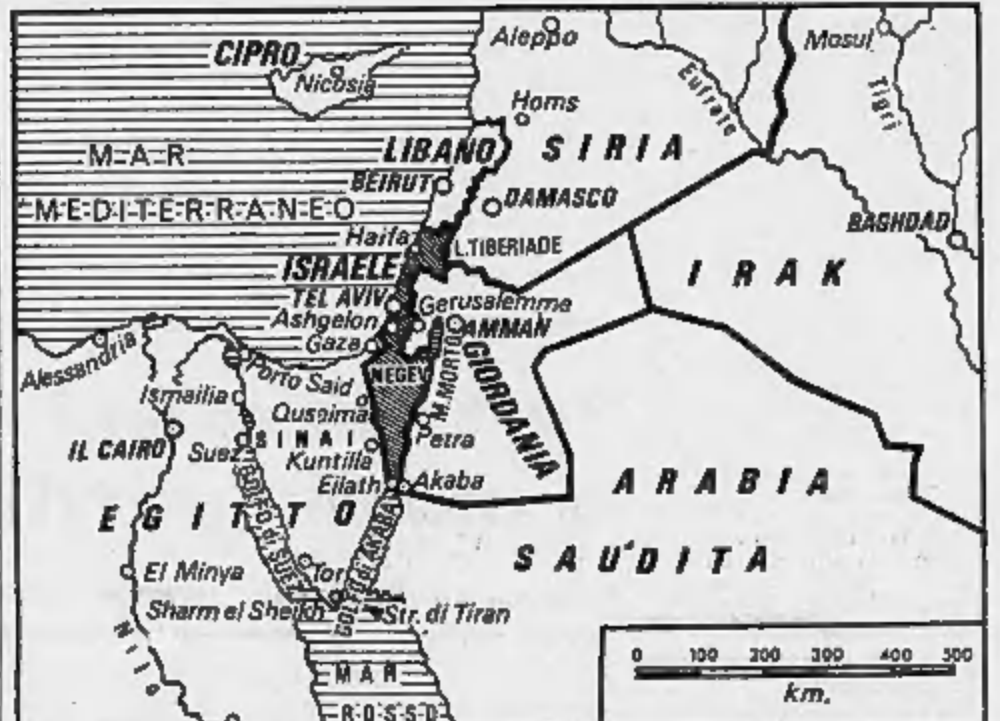 Aleppo
Mosul
CIPRO
Nicosia
Eufrate
Tigri
Homs
MAR
LIBANO
SIRIA
BEIRUT
MEDITERRANEO
DAMASCO
BAGHDAD
Haifa
L.TIBERIADE
ISRAELE
IRAK
TEL AVIV
Gerusalemme
Ashgelon
AMMAN
Gaza
Alessandria
Porto Said
NEGEV
M.MORTO
GIORDANIA
Ismailia
Qusaima
IL CAIRO
Suez
SINAI
Petra
Kuntilla
Eilath
Akaba
ARABIA
EGITTO
GOLFO di SUEZ
GOLFO di AKABA
SAUDITA
El Minya
Tor
Sharm el Sheikh
Str. di Tiran
Nilo
MAR
ROSSO
0 100 200 300 400 500
km.